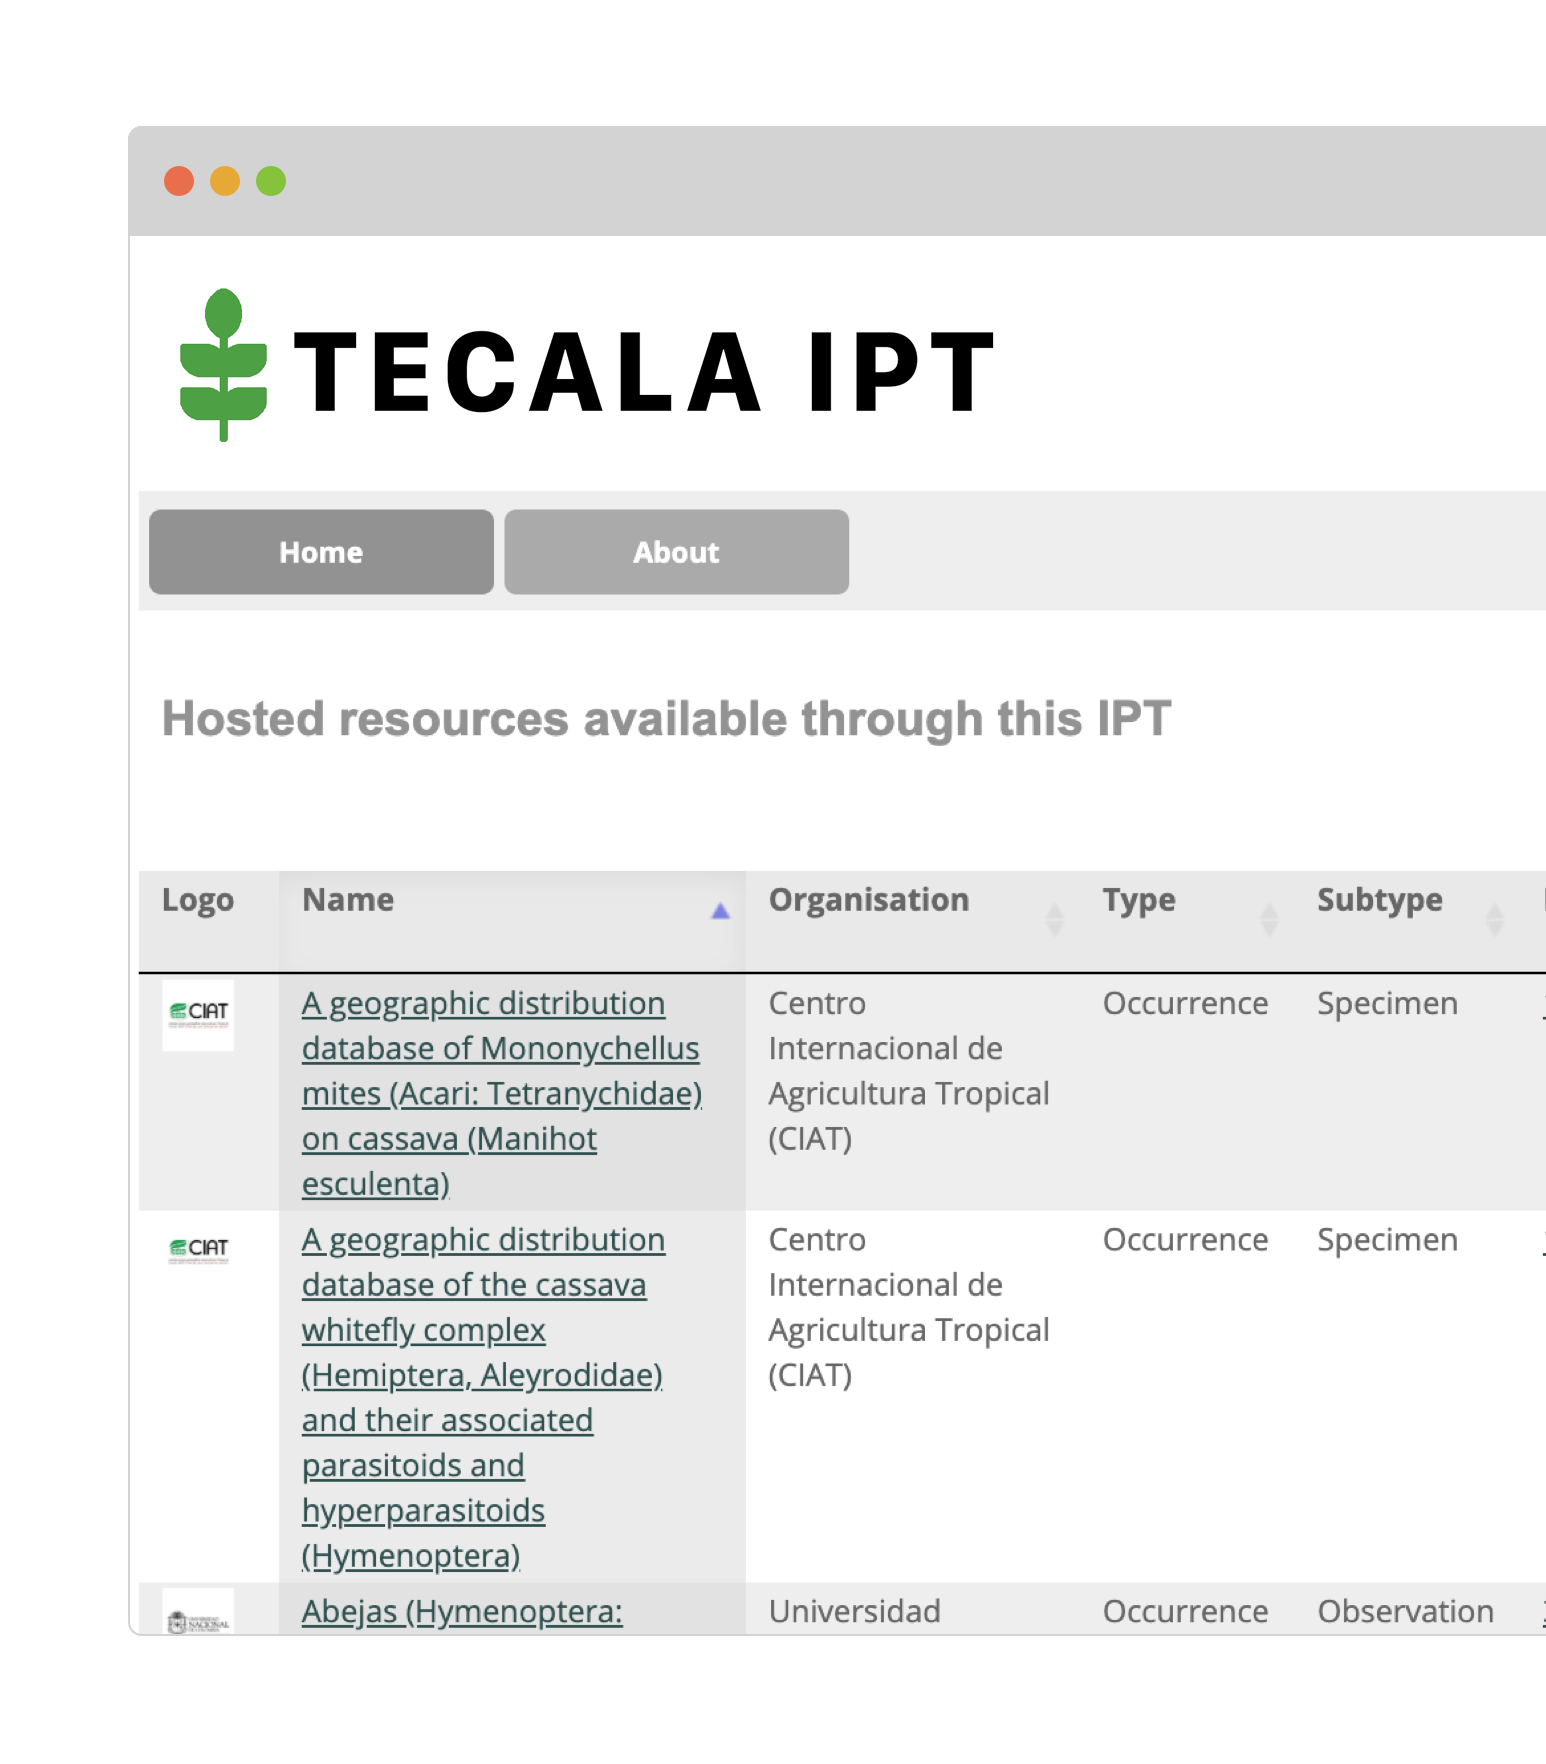 TECALA IPT
Home
About
Hosted resources available through this IPT
Logo
Name
Organisation
Type
Subtype
CIAT
A geographic distribution
database of Mononychellus
mites (Acari: Tetranychidae)
on cassava (Manihot
esculenta)
Centro
Internacional de
Agricultura Tropical
(CIAT)
Occurrence
Specimen
CIAT
A geographic distribution
database of the cassava
whitefly complex
(Hemiptera, Aleyrodidae)
and their associated
parasitoids and
hyperparasitoids
(Hymenoptera)
Centro
Internacional de
Agricultura Tropical
(CIAT)
Occurrence
Specimen
NACIONAL
Abejas (Hymenoptera:
Universidad
Occurrence
Observation